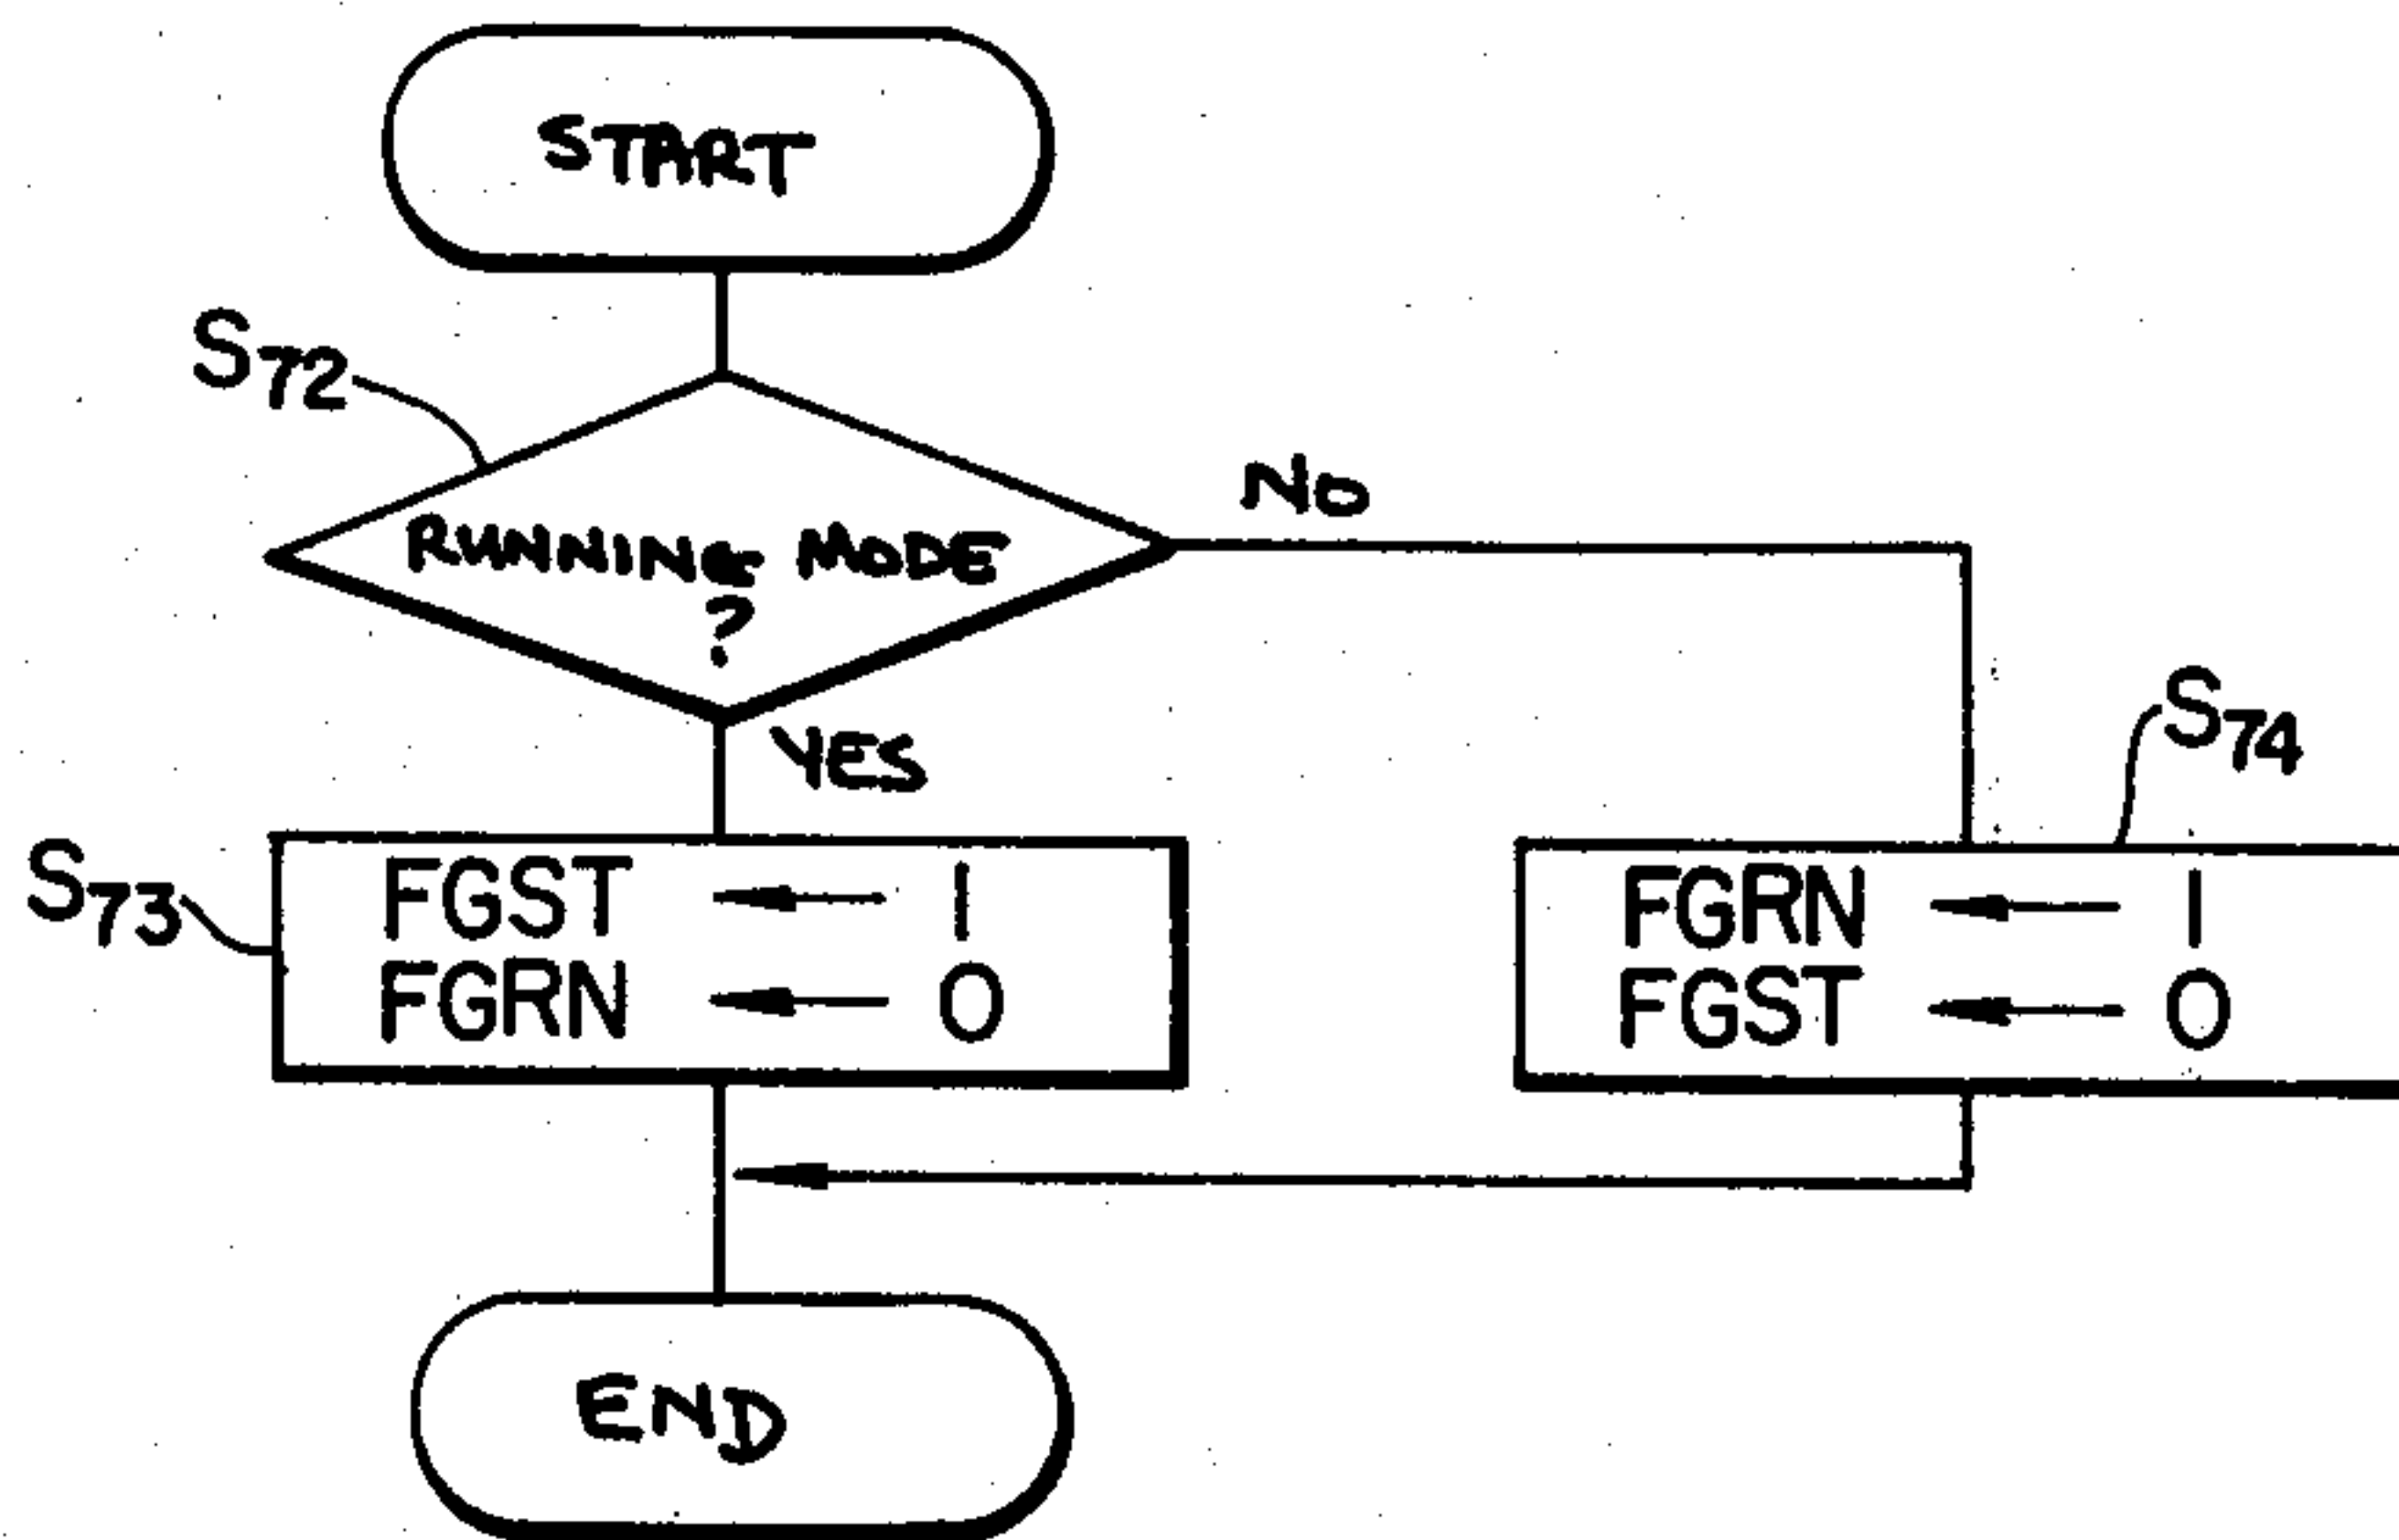 START
S72
RUNNING MODE
?
NO
YES
S73
FGST ← 1
FGRN ← 0
S74
FGRN ← 1
FGST ← 0
END